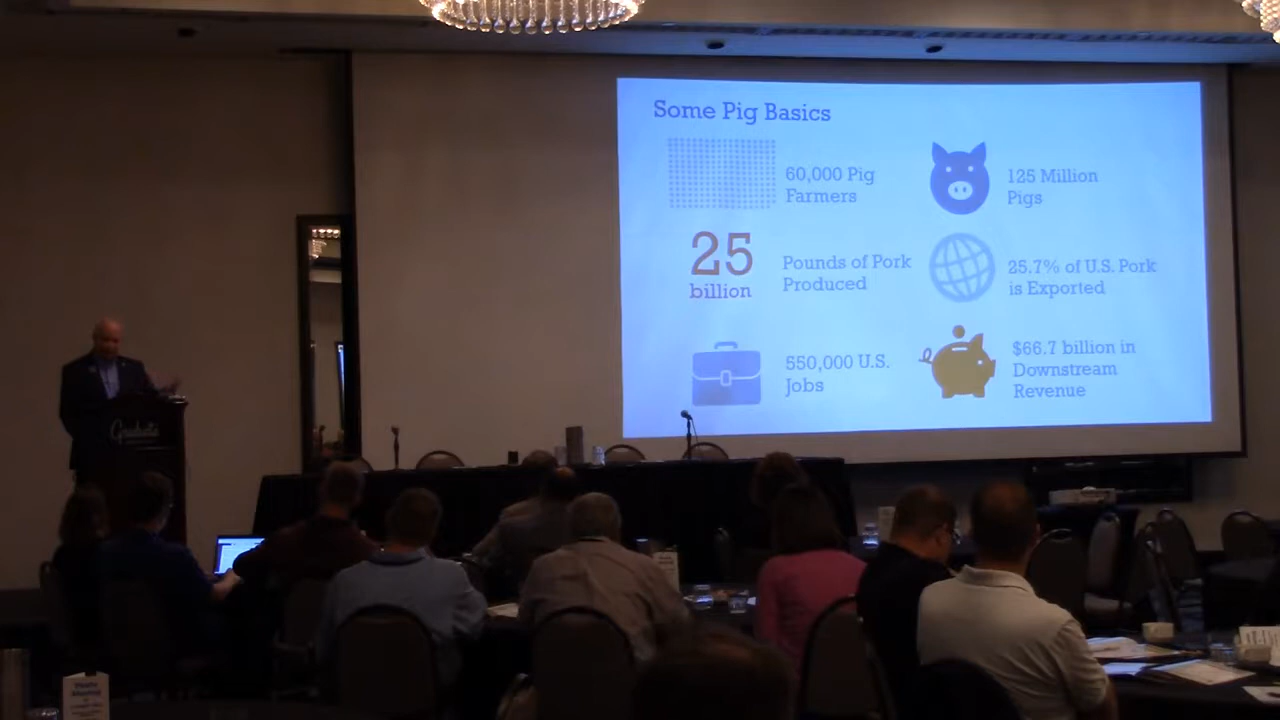 Some Pig Basics
60,000 Pig
Farmers
125 Million
Pigs
25
billion
Pounds of Pork
Produced
25.7% of U.S. Pork
is Exported
550,000 U.S.
Jobs
$66.7 billion in
Downstream
Revenue
Graduate